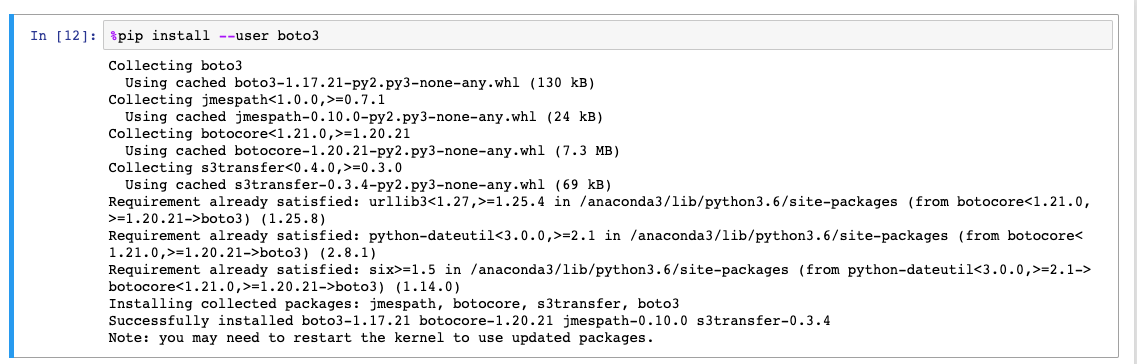 In [12]: %pip install --user boto3
Collecting boto3
  Using cached boto3-1.17.21-py2.py3-none-any.whl (130 kB)
Collecting jmespath<1.0.0,>=0.7.1
  Using cached jmespath-0.10.0-py2.py3-none-any.whl (24 kB)
Collecting botocore<1.21.0,>=1.20.21
  Using cached botocore-1.20.21-py2.py3-none-any.whl (7.3 MB)
Collecting s3transfer<0.4.0,>=0.3.0
  Using cached s3transfer-0.3.4-py2.py3-none-any.whl (69 kB)
Requirement already satisfied: urllib3<1.27,>=1.25.4 in /anaconda3/lib/python3.6/site-packages (from botocore<1.21.0,
>=1.20.21->boto3) (1.25.8)
Requirement already satisfied: python-dateutil<3.0.0,>=2.1 in /anaconda3/lib/python3.6/site-packages (from botocore<
1.21.0,>=1.20.21->boto3) (2.8.1)
Requirement already satisfied: six>=1.5 in /anaconda3/lib/python3.6/site-packages (from python-dateutil<3.0.0,>=2.1->
botocore<1.21.0,>=1.20.21->boto3) (1.14.0)
Installing collected packages: jmespath, botocore, s3transfer, boto3
Successfully installed boto3-1.17.21 botocore-1.20.21 jmespath-0.10.0 s3transfer-0.3.4
Note: you may need to restart the kernel to use updated packages.